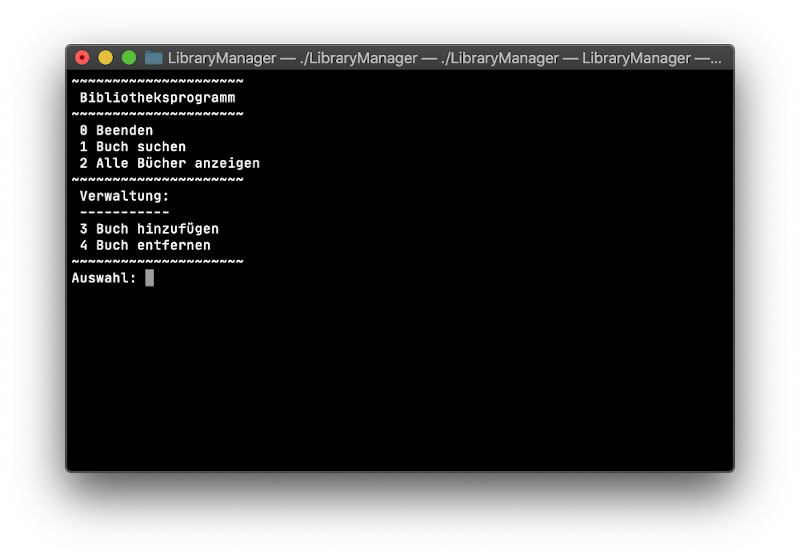 LibraryManager — ./LibraryManager — ./LibraryManager — LibraryManager —...
~~~~~~~~~~~~~~~~~~~~~
Bibliotheksprogramm
~~~~~~~~~~~~~~~~~~~~~
0 Beenden
1 Buch suchen
2 Alle Bücher anzeigen
~~~~~~~~~~~~~~~~~~~~~
Verwaltung:
-----------
3 Buch hinzufügen
4 Buch entfernen
~~~~~~~~~~~~~~~~~~~~~
Auswahl: